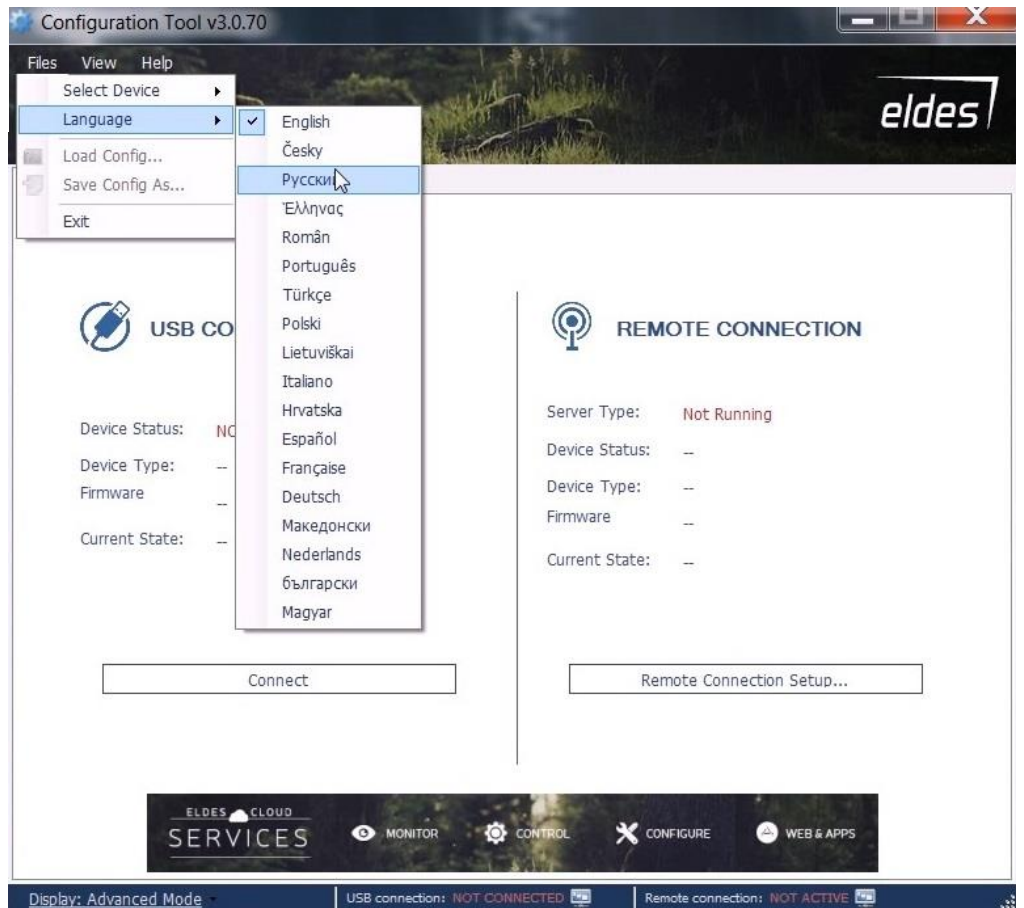 Configuration Tool v3.0.70
Files View Help
eldes
Select Device
Language
Load Config...
Save Config As...
Exit
English
Česky
Русский
Έλληνας
Român
Português
Türkçe
Polski
Lietuviškai
Italiano
Hrvatska
Español
Française
Deutsch
Македонски
Nederlands
български
Magyar
USB CO
Device Status: NO
Device Type: --
Firmware --
Current State: --
Connect
REMOTE CONNECTION
Server Type: Not Running
Device Status: --
Device Type: --
Firmware --
Current State: --
Remote Connection Setup...
ELDES CLOUD
SERVICES
MONITOR
CONTROL
CONFIGURE
WEB & APPS
Display: Advanced Mode
USB connection: NOT CONNECTED
Remote connection: NOT ACTIVE